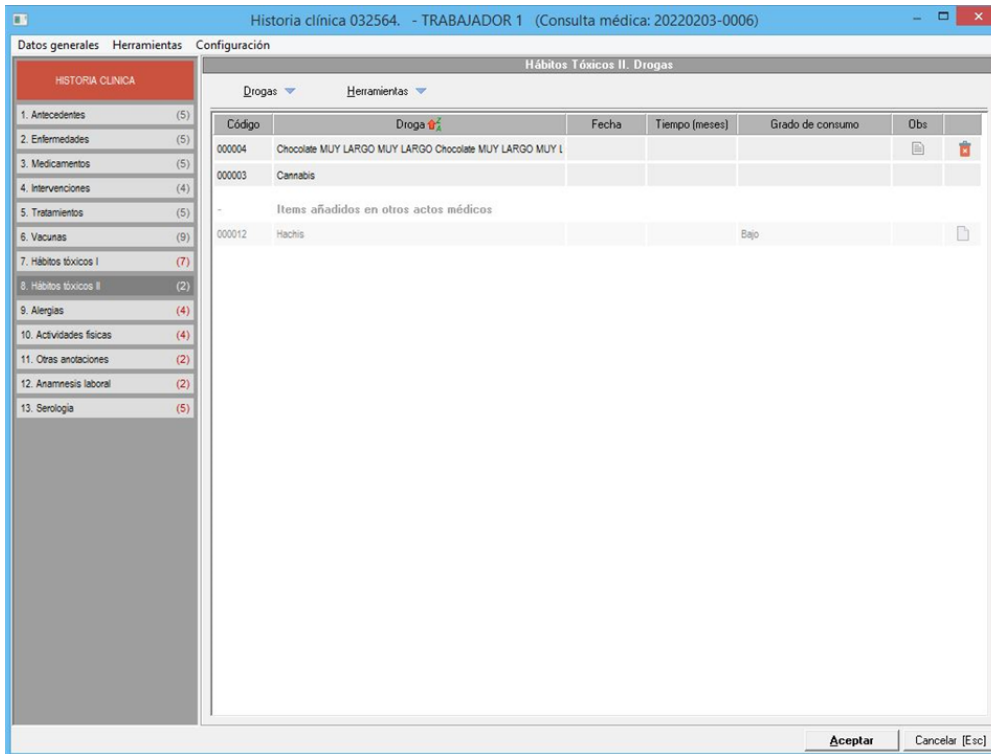 Historia clínica 032564.   - TRABAJADOR 1   (Consulta médica: 20220203-0006)
Datos generales   Herramientas   Configuración
HISTORIA CLINICA
1. Antecedentes (5)
2. Enfermedades (5)
3. Medicamentos (5)
4. Intervenciones (4)
5. Tratamientos (5)
6. Vacunas (9)
7. Hábitos tóxicos I (7)
8. Hábitos tóxicos II (2)
9. Alergias (4)
10. Actividades físicas (4)
11. Otras anotaciones (2)
12. Anamnesis laboral (2)
13. Serología (5)
Hábitos Tóxicos II. Drogas
Drogas   Herramientas
Código   Droga   Fecha   Tiempo (meses)   Grado de consumo   Obs
000004   Chocolate MUY LARGO MUY LARGO Chocolate MUY LARGO MUY L
000003   Cannabis
-   Items añadidos en otros actos médicos
000012   Hachis   Bajo
Aceptar   Cancelar [Esc]